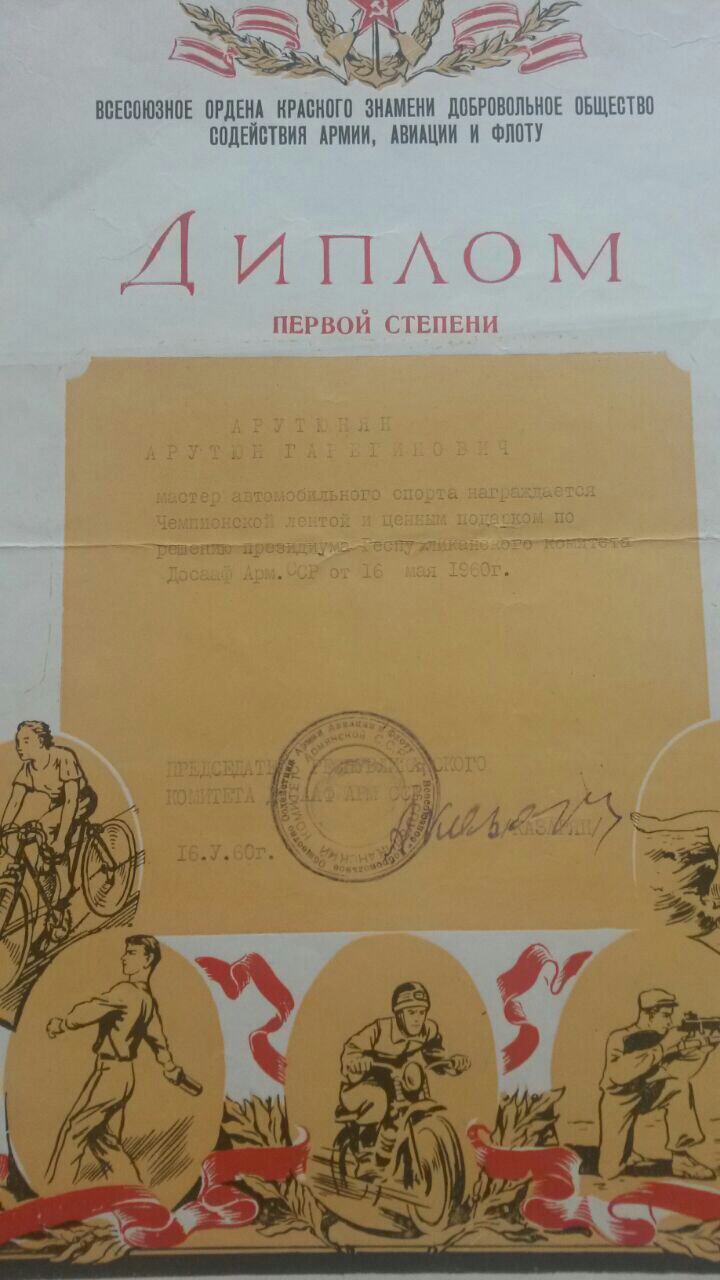 ВСЕСОЮЗНОЕ ОРДЕНА КРАСНОГО ЗНАМЕНИ ДОБРОВОЛЬНОЕ ОБЩЕСТВО
СОДЕЙСТВИЯ АРМИИ, АВИАЦИИ И ФЛОТУ
ДИПЛОМ
ПЕРВОЙ СТЕПЕНИ
АРУТЮНЯН
АРУТЮН ГАРЕГИНОВИЧ
мастер автомобильного спорта награждается
Чемпионской лентой и ценным подарком по
решению президиума Республиканского комитета
Досааф Арм.ССР от 16 мая 1960г.
ПРЕДСЕДАТЕЛЬ РЕСПУБЛИКАНСКОГО
КОМИТЕТА ДОСААФ АРМ ССР
16.V.60г.